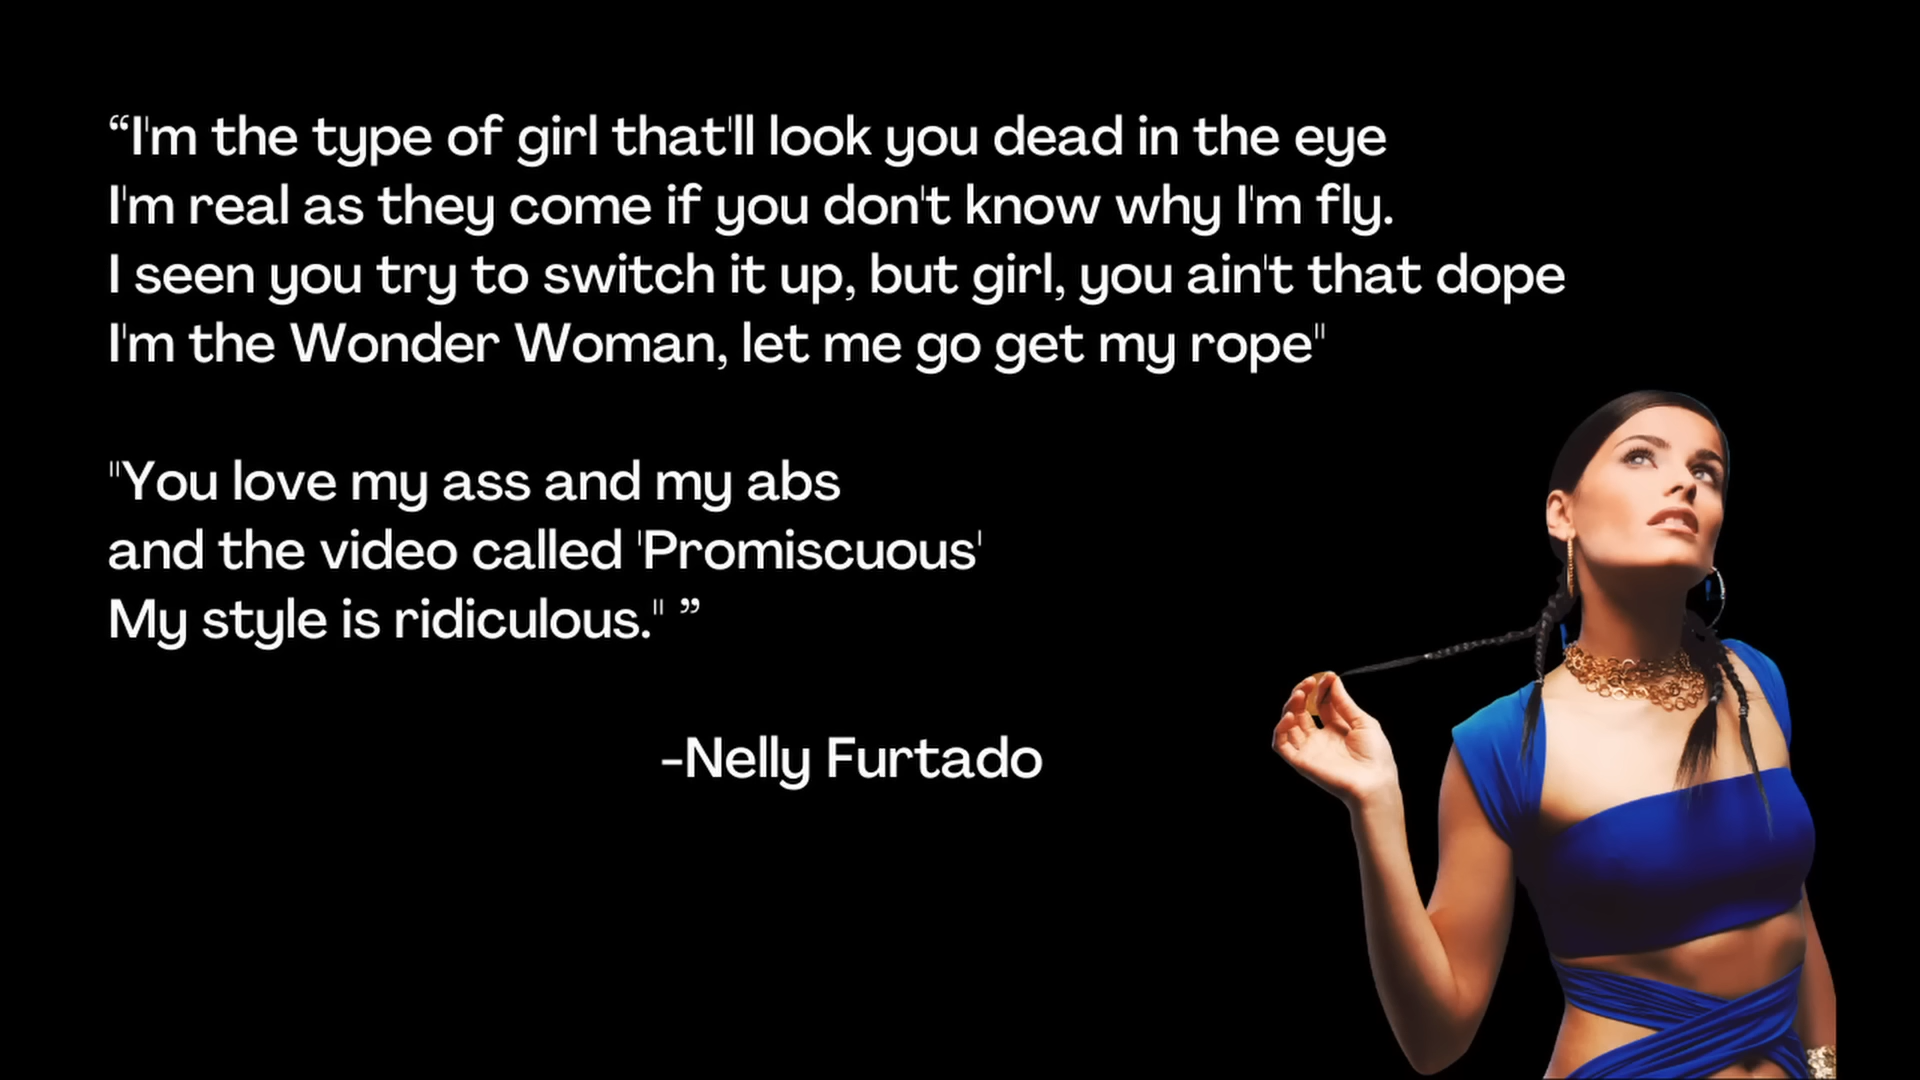 “I'm the type of girl that'll look you dead in the eye
I'm real as they come if you don't know why I'm fly.
I seen you try to switch it up, but girl, you ain't that dope
I'm the Wonder Woman, let me go get my rope"
"You love my ass and my abs
and the video called 'Promiscuous'
My style is ridiculous." ”
-Nelly Furtado